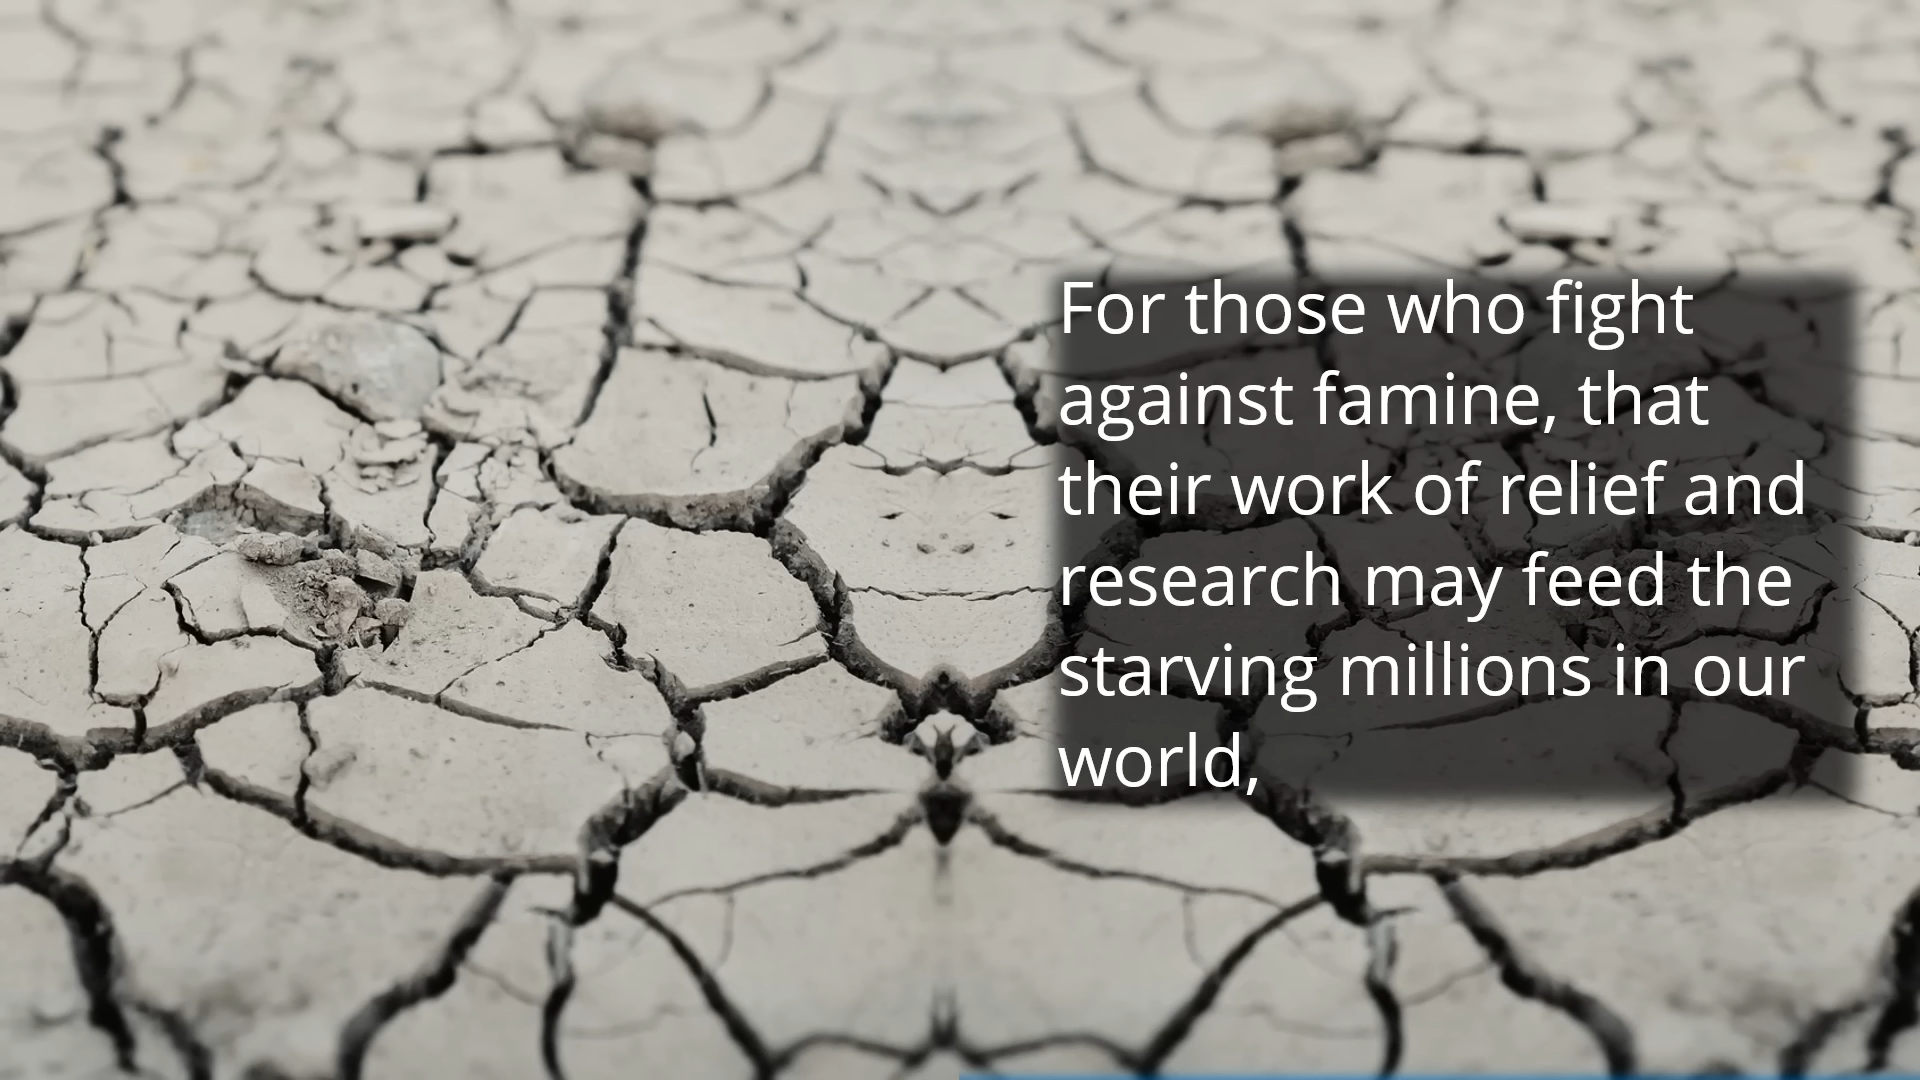 For those who fight
against famine, that
their work of relief and
research may feed the
starving millions in our
world,